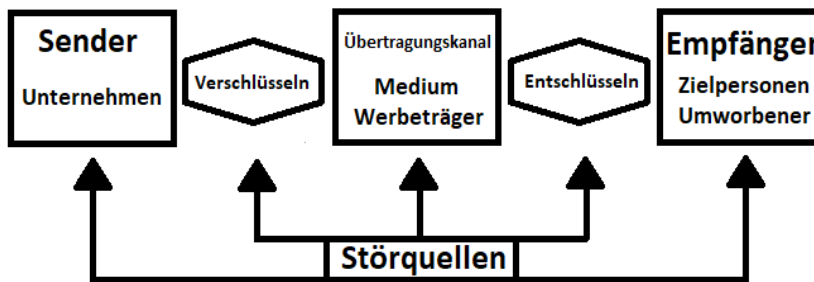 Sender
Unternehmen
Verschlüsseln
Übertragungskanal
Medium
Werbeträger
Entschlüsseln
Empfänger
Zielpersonen
Umworbener
Störquellen